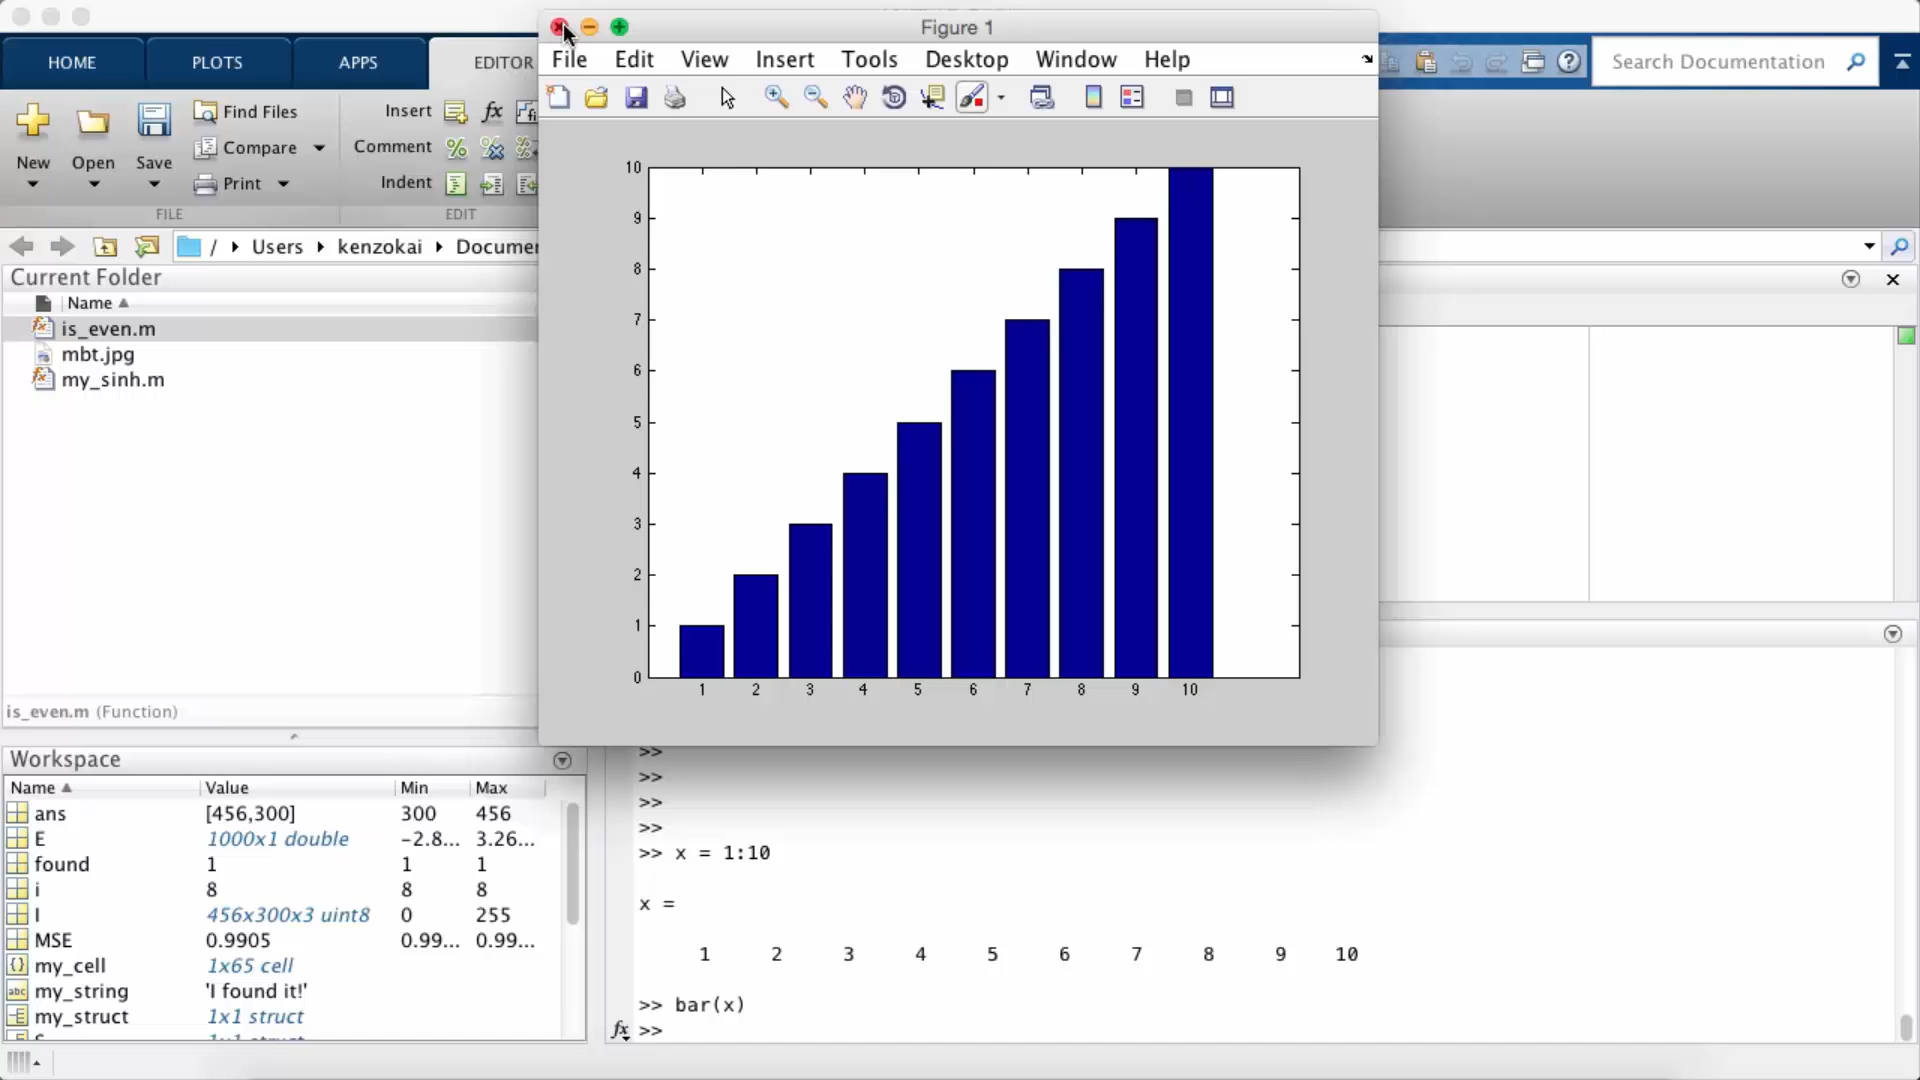 Figure 1
File Edit View Insert Tools Desktop Window Help
HOME PLOTS APPS EDITOR
Search Documentation
New Open Save
Find Files
Compare
Print
Insert
Comment
Indent
FILE EDIT
/ Users kenzokai
Current Folder
Name
is_even.m
mbt.jpg
my_sinh.m
is_even.m (Function)
10
9
8
7
6
5
4
3
2
1
0
1 2 3 4 5 6 7 8 9 10
Workspace
Name Value Min Max
ans [456,300] 300 456
E 1000x1 double -2.8... 3.26...
found 1 1 1
i 8 8 8
I 456x300x3 uint8 0 255
MSE 0.9905 0.99... 0.99...
my_cell 1x65 cell
my_string 'I found it!'
my_struct 1x1 struct
>>
>>
>>
>>
>> x = 1:10
x =
1 2 3 4 5 6 7 8 9 10
>> bar(x)
fx >>